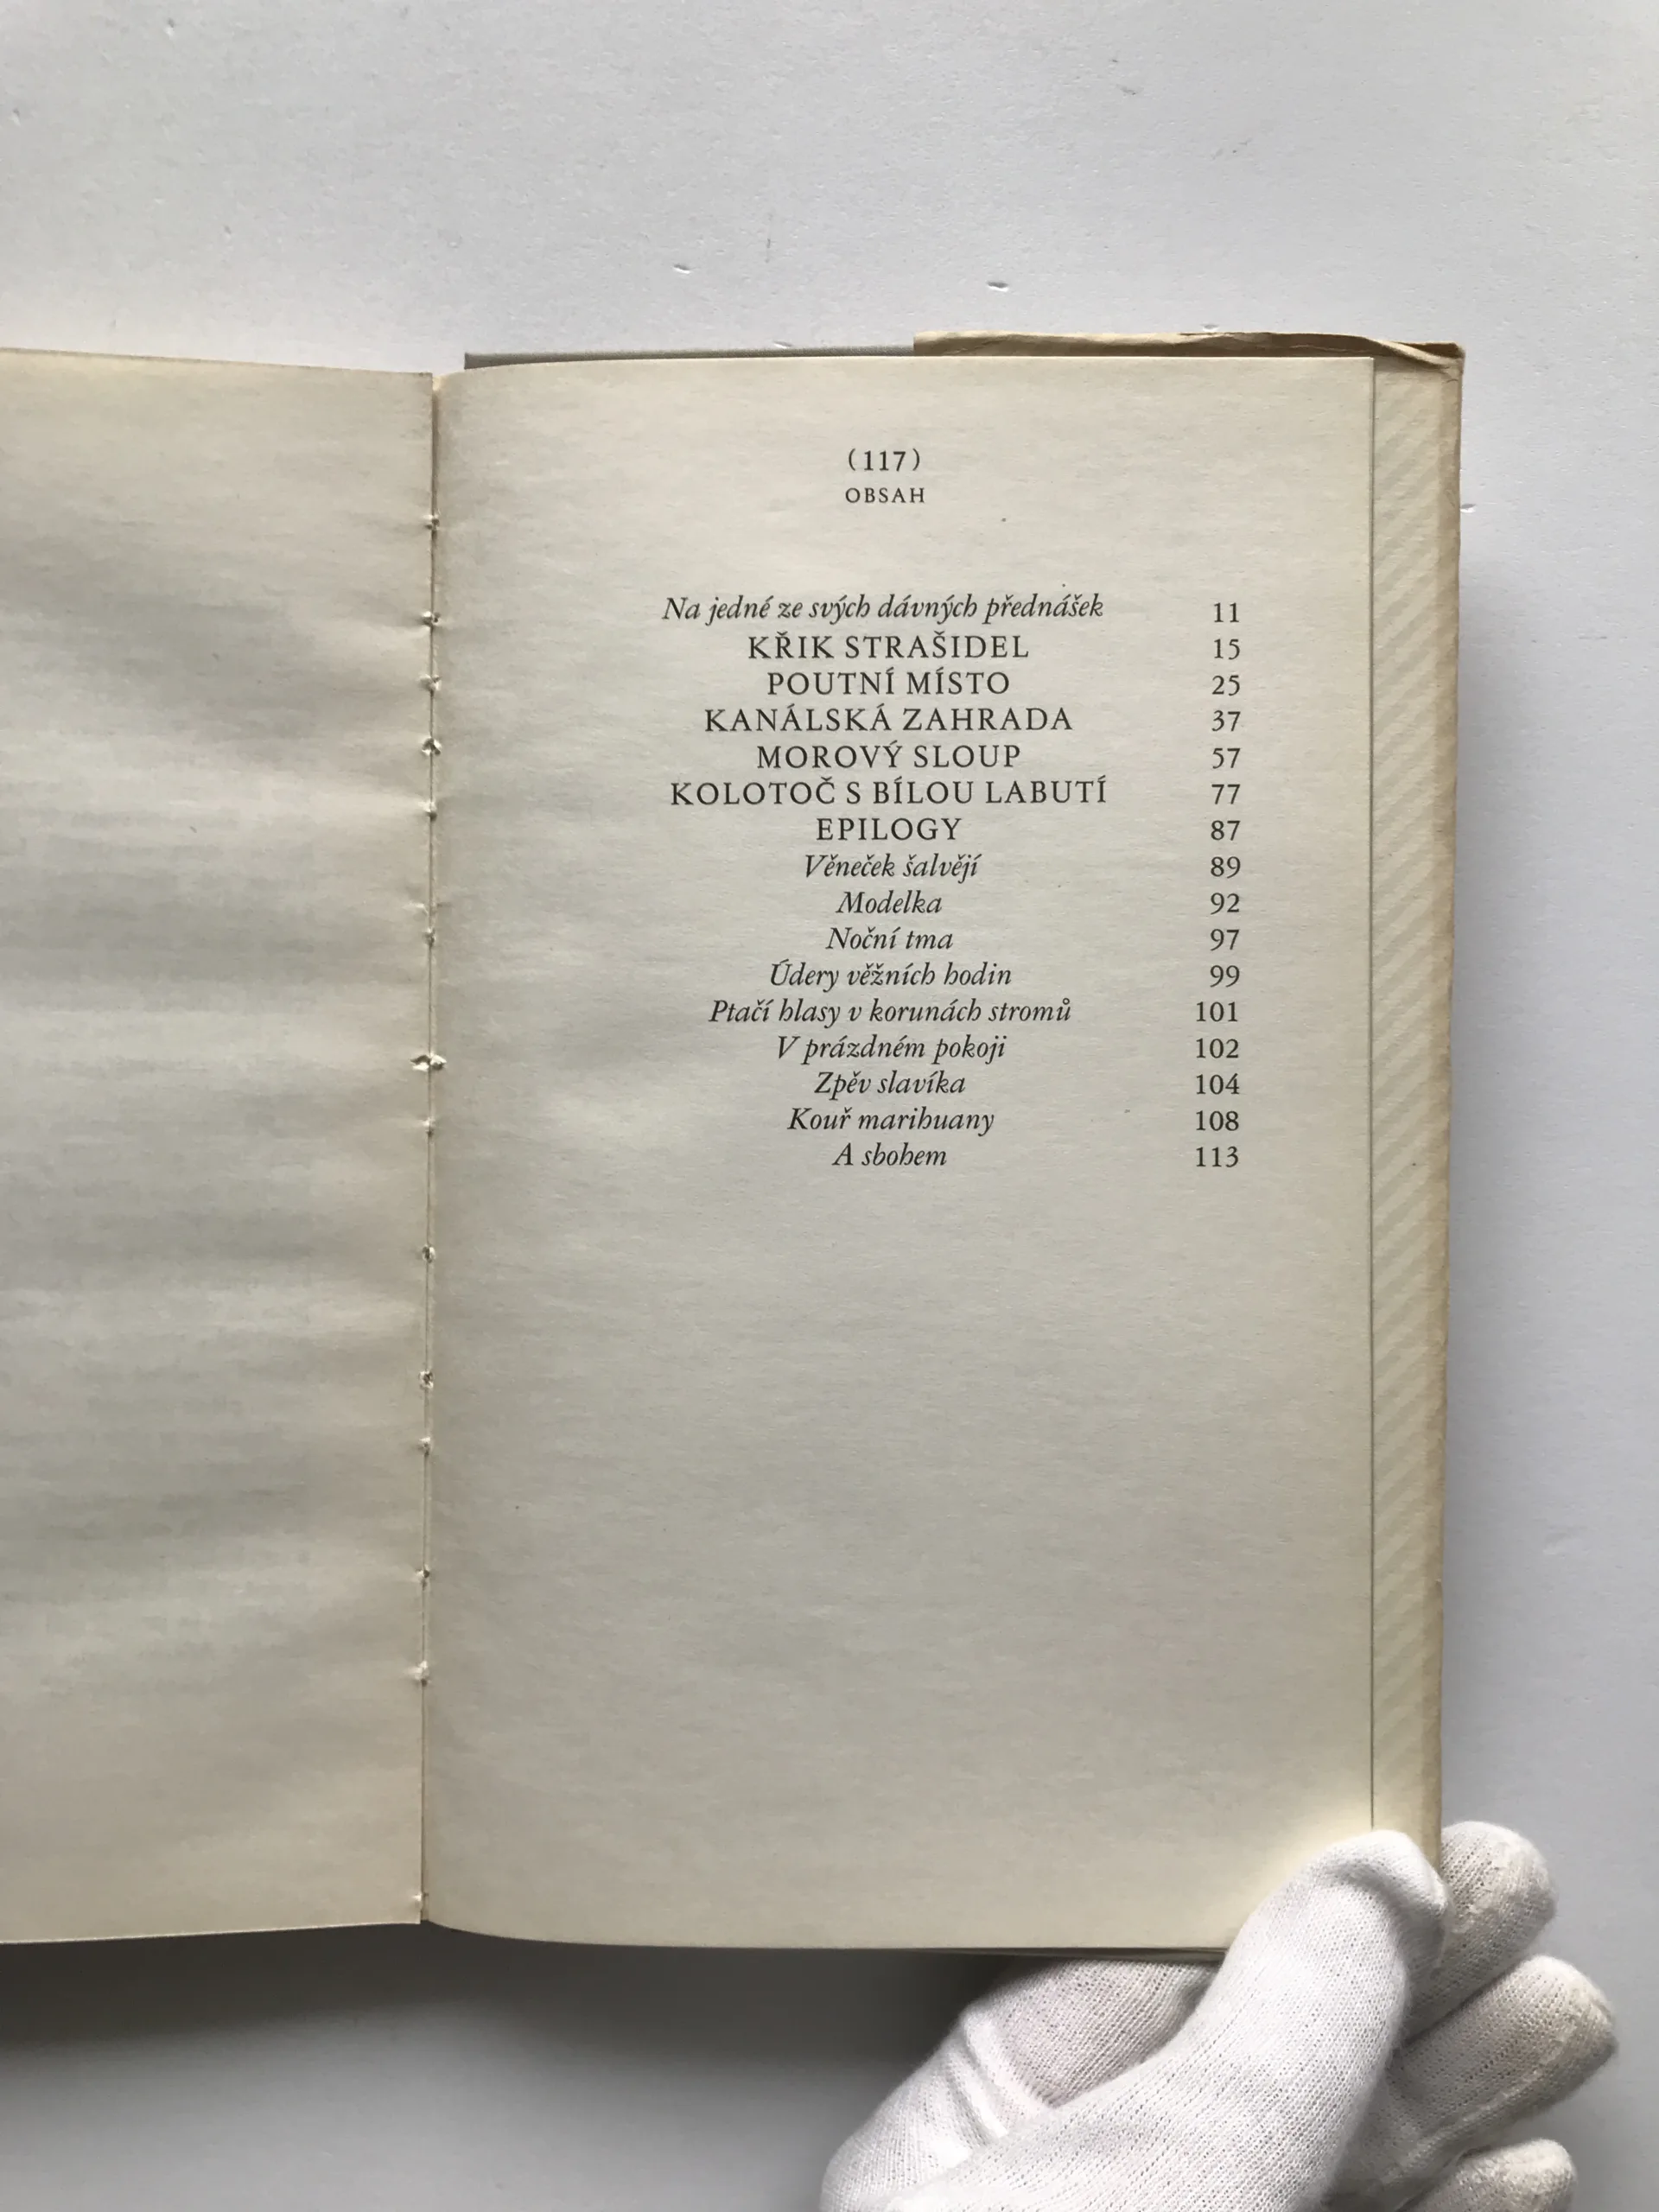 (117)
OBSAH
Na jedné ze svých dávných přednášek 11
KŘIK STRAŠIDEL 15
POUTNÍ MÍSTO 25
KANÁLSKÁ ZAHRADA 37
MOROVÝ SLOUP 57
KOLOTOČ S BÍLOU LABUTÍ 77
EPILOGY 87
Věneček šalvějí 89
Modelka 92
Noční tma 97
Údery věžních hodin 99
Ptačí hlasy v korunách stromů 101
V prázdném pokoji 102
Zpěv slavíka 104
Kouř marihuany 108
A sbohem 113